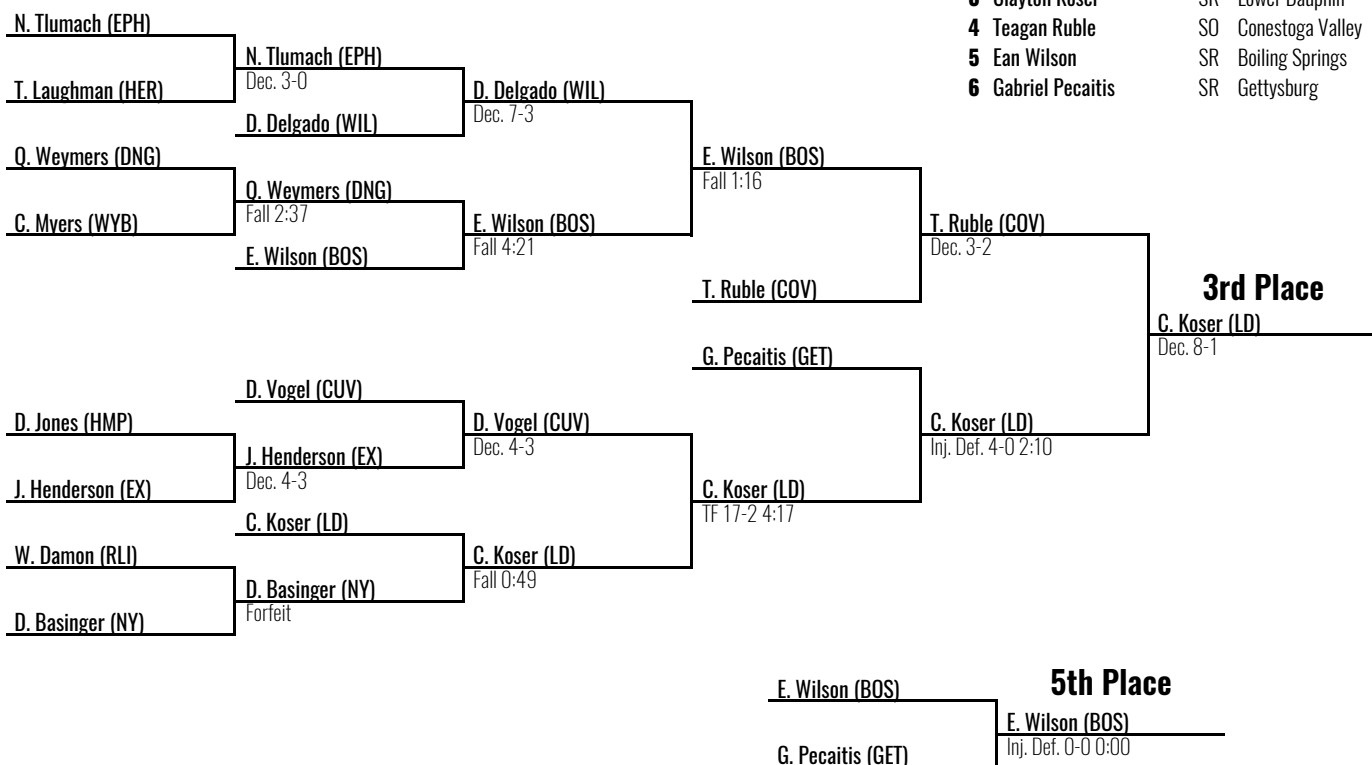 3 Clayton Koser SR Lower Dauphin
4 Teagan Ruble SO Conestoga Valley
5 Ean Wilson SR Boiling Springs
6 Gabriel Pecaitis SR Gettysburg
N. Tlumach (EPH)
T. Laughman (HER)
Q. Weymers (DNG)
C. Myers (WYB)
D. Jones (HMP)
J. Henderson (EX)
W. Damon (RLI)
D. Basinger (NY)
N. Tlumach (EPH)
Dec. 3-0
D. Delgado (WIL)
Q. Weymers (DNG)
Fall 2:37
E. Wilson (BOS)
D. Vogel (CUV)
J. Henderson (EX)
Dec. 4-3
C. Koser (LD)
D. Basinger (NY)
Forfeit
D. Delgado (WIL)
Dec. 7-3
E. Wilson (BOS)
Fall 4:21
D. Vogel (CUV)
Dec. 4-3
C. Koser (LD)
Fall 0:49
E. Wilson (BOS)
Fall 1:16
T. Ruble (COV)
G. Pecaitis (GET)
C. Koser (LD)
TF 17-2 4:17
T. Ruble (COV)
Dec. 3-2
C. Koser (LD)
Inj. Def. 4-0 2:10
3rd Place
C. Koser (LD)
Dec. 8-1
5th Place
E. Wilson (BOS)
G. Pecaitis (GET)
E. Wilson (BOS)
Inj. Def. 0-0 0:00